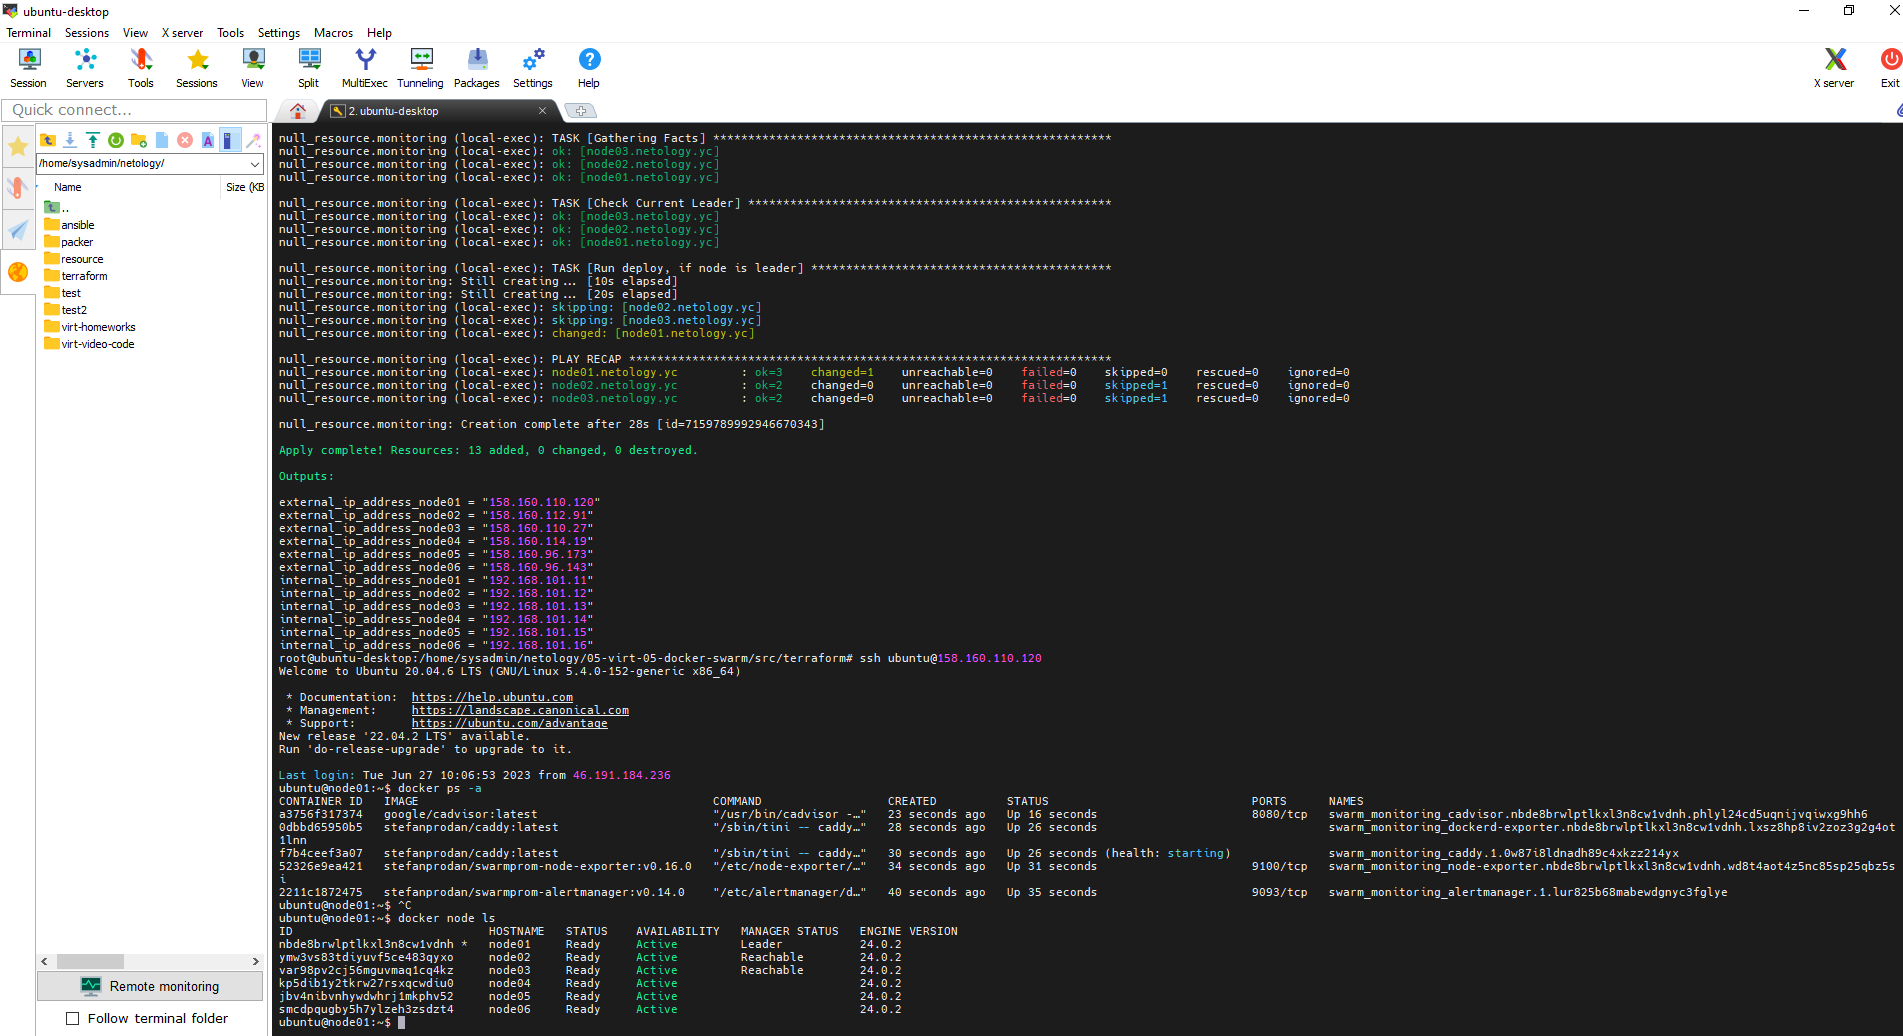 ubuntu-desktop
Terminal Sessions View X server Tools Settings Macros Help
Session Servers Tools Sessions View Split MultiExec Tunneling Packages Settings Help X server Exit
Quick connect...
2. ubuntu-desktop
/home/sysadmin/netology/
Name Size (KB
..
ansible
packer
resource
terraform
test
test2
virt-homeworks
virt-video-code
Remote monitoring
Follow terminal folder
null_resource.monitoring (local-exec): TASK [Gathering Facts] *********************************************************
null_resource.monitoring (local-exec): ok: [node03.netology.yc]
null_resource.monitoring (local-exec): ok: [node02.netology.yc]
null_resource.monitoring (local-exec): ok: [node01.netology.yc]
null_resource.monitoring (local-exec): TASK [Check Current Leader] ****************************************************
null_resource.monitoring (local-exec): ok: [node03.netology.yc]
null_resource.monitoring (local-exec): ok: [node02.netology.yc]
null_resource.monitoring (local-exec): ok: [node01.netology.yc]
null_resource.monitoring (local-exec): TASK [Run deploy, if node is leader] *******************************************
null_resource.monitoring: Still creating... [10s elapsed]
null_resource.monitoring: Still creating... [20s elapsed]
null_resource.monitoring (local-exec): skipping: [node02.netology.yc]
null_resource.monitoring (local-exec): skipping: [node03.netology.yc]
null_resource.monitoring (local-exec): changed: [node01.netology.yc]
null_resource.monitoring (local-exec): PLAY RECAP *********************************************************************
null_resource.monitoring (local-exec): node01.netology.yc : ok=3 changed=1 unreachable=0 failed=0 skipped=0 rescued=0 ignored=0
null_resource.monitoring (local-exec): node02.netology.yc : ok=2 changed=0 unreachable=0 failed=0 skipped=1 rescued=0 ignored=0
null_resource.monitoring (local-exec): node03.netology.yc : ok=2 changed=0 unreachable=0 failed=0 skipped=1 rescued=0 ignored=0
null_resource.monitoring: Creation complete after 28s [id=7159789992946670343]
Apply complete! Resources: 13 added, 0 changed, 0 destroyed.
Outputs:
external_ip_address_node01 = "158.160.110.120"
external_ip_address_node02 = "158.160.112.91"
external_ip_address_node03 = "158.160.110.27"
external_ip_address_node04 = "158.160.114.19"
external_ip_address_node05 = "158.160.96.173"
external_ip_address_node06 = "158.160.96.143"
internal_ip_address_node01 = "192.168.101.11"
internal_ip_address_node02 = "192.168.101.12"
internal_ip_address_node03 = "192.168.101.13"
internal_ip_address_node04 = "192.168.101.14"
internal_ip_address_node05 = "192.168.101.15"
internal_ip_address_node06 = "192.168.101.16"
root@ubuntu-desktop:/home/sysadmin/netology/05-virt-05-docker-swarm/src/terraform# ssh ubuntu@158.160.110.120
Welcome to Ubuntu 20.04.6 LTS (GNU/Linux 5.4.0-152-generic x86_64)
* Documentation: https://help.ubuntu.com
* Management: https://landscape.canonical.com
* Support: https://ubuntu.com/advantage
New release '22.04.2 LTS' available.
Run 'do-release-upgrade' to upgrade to it.
Last login: Tue Jun 27 10:06:53 2023 from 46.191.184.236
ubuntu@node01:~$ docker ps -a
CONTAINER ID IMAGE COMMAND CREATED STATUS PORTS NAMES
a3756f317374 google/cadvisor:latest "/usr/bin/cadvisor -…" 23 seconds ago Up 16 seconds 8080/tcp swarm_monitoring_cadvisor.nbde8brwlptlkxl3n8cw1vdnh.phlyl24cd5uqnijvqiwxg9hh6
0dbbd65950b5 stefanprodan/caddy:latest "/sbin/tini -- caddy…" 28 seconds ago Up 26 seconds swarm_monitoring_dockerd-exporter.nbde8brwlptlkxl3n8cw1vdnh.lxsz8hp8iv2zoz3g2g4ot
1lnn
f7b4ceef3a07 stefanprodan/caddy:latest "/sbin/tini -- caddy…" 30 seconds ago Up 26 seconds (health: starting) swarm_monitoring_caddy.1.0w87i8ldnadh89c4xkzz214yx
52326e9ea421 stefanprodan/swarmprom-node-exporter:v0.16.0 "/etc/node-exporter/…" 34 seconds ago Up 31 seconds 9100/tcp swarm_monitoring_node-exporter.nbde8brwlptlkxl3n8cw1vdnh.wd8t4aot4z5nc85sp25qbz5s
i
2211c1872475 stefanprodan/swarmprom-alertmanager:v0.14.0 "/etc/alertmanager/d…" 40 seconds ago Up 35 seconds 9093/tcp swarm_monitoring_alertmanager.1.lur825b68mabewdgnyc3fglye
ubuntu@node01:~$ ^C
ubuntu@node01:~$ docker node ls
ID HOSTNAME STATUS AVAILABILITY MANAGER STATUS ENGINE VERSION
nbde8brwlptlkxl3n8cw1vdnh * node01 Ready Active Leader 24.0.2
ymw3vs83tdiyuvf5ce483qyxo node02 Ready Active Reachable 24.0.2
var98pv2cj56mguvmaq1cq4kz node03 Ready Active Reachable 24.0.2
kp5dib1y2tkrw27rsxqcwdiu0 node04 Ready Active 24.0.2
jbv4nibvnhywdwhrj1mkphv52 node05 Ready Active 24.0.2
smcdpqugby5h7ylzeh3zsdzt4 node06 Ready Active 24.0.2
ubuntu@node01:~$